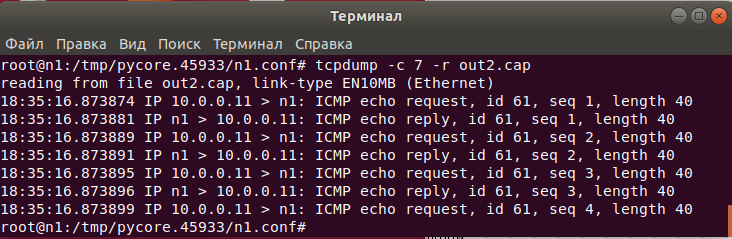 Терминал
Файл Правка Вид Поиск Терминал Справка
root@n1:/tmp/pycore.45933/n1.conf# tcpdump -c 7 -r out2.cap
reading from file out2.cap, link-type EN10MB (Ethernet)
18:35:16.873874 IP 10.0.0.11 > n1: ICMP echo request, id 61, seq 1, length 40
18:35:16.873881 IP n1 > 10.0.0.11: ICMP echo reply, id 61, seq 1, length 40
18:35:16.873889 IP 10.0.0.11 > n1: ICMP echo request, id 61, seq 2, length 40
18:35:16.873891 IP n1 > 10.0.0.11: ICMP echo reply, id 61, seq 2, length 40
18:35:16.873895 IP 10.0.0.11 > n1: ICMP echo request, id 61, seq 3, length 40
18:35:16.873896 IP n1 > 10.0.0.11: ICMP echo reply, id 61, seq 3, length 40
18:35:16.873899 IP 10.0.0.11 > n1: ICMP echo request, id 61, seq 4, length 40
root@n1:/tmp/pycore.45933/n1.conf#